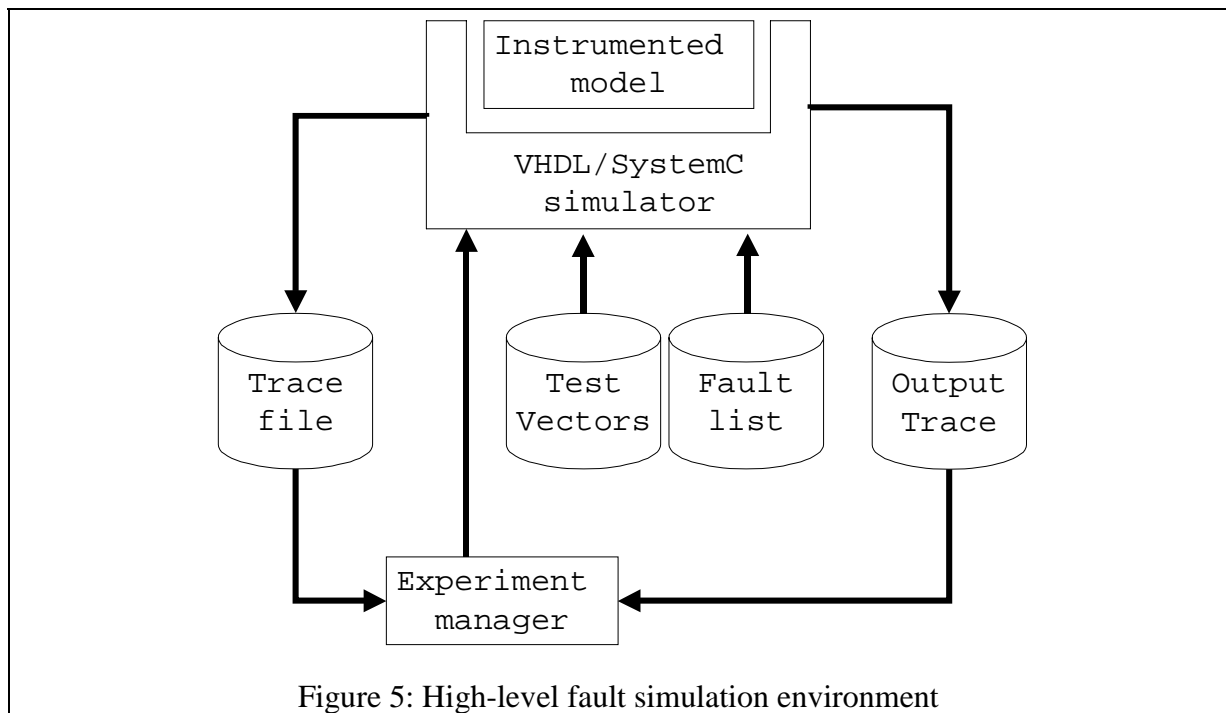 Instrumented
model
VHDL/SystemC
simulator
Trace
file
Test
Vectors
Fault
list
Output
Trace
Experiment
manager
Figure 5: High-level fault simulation environment